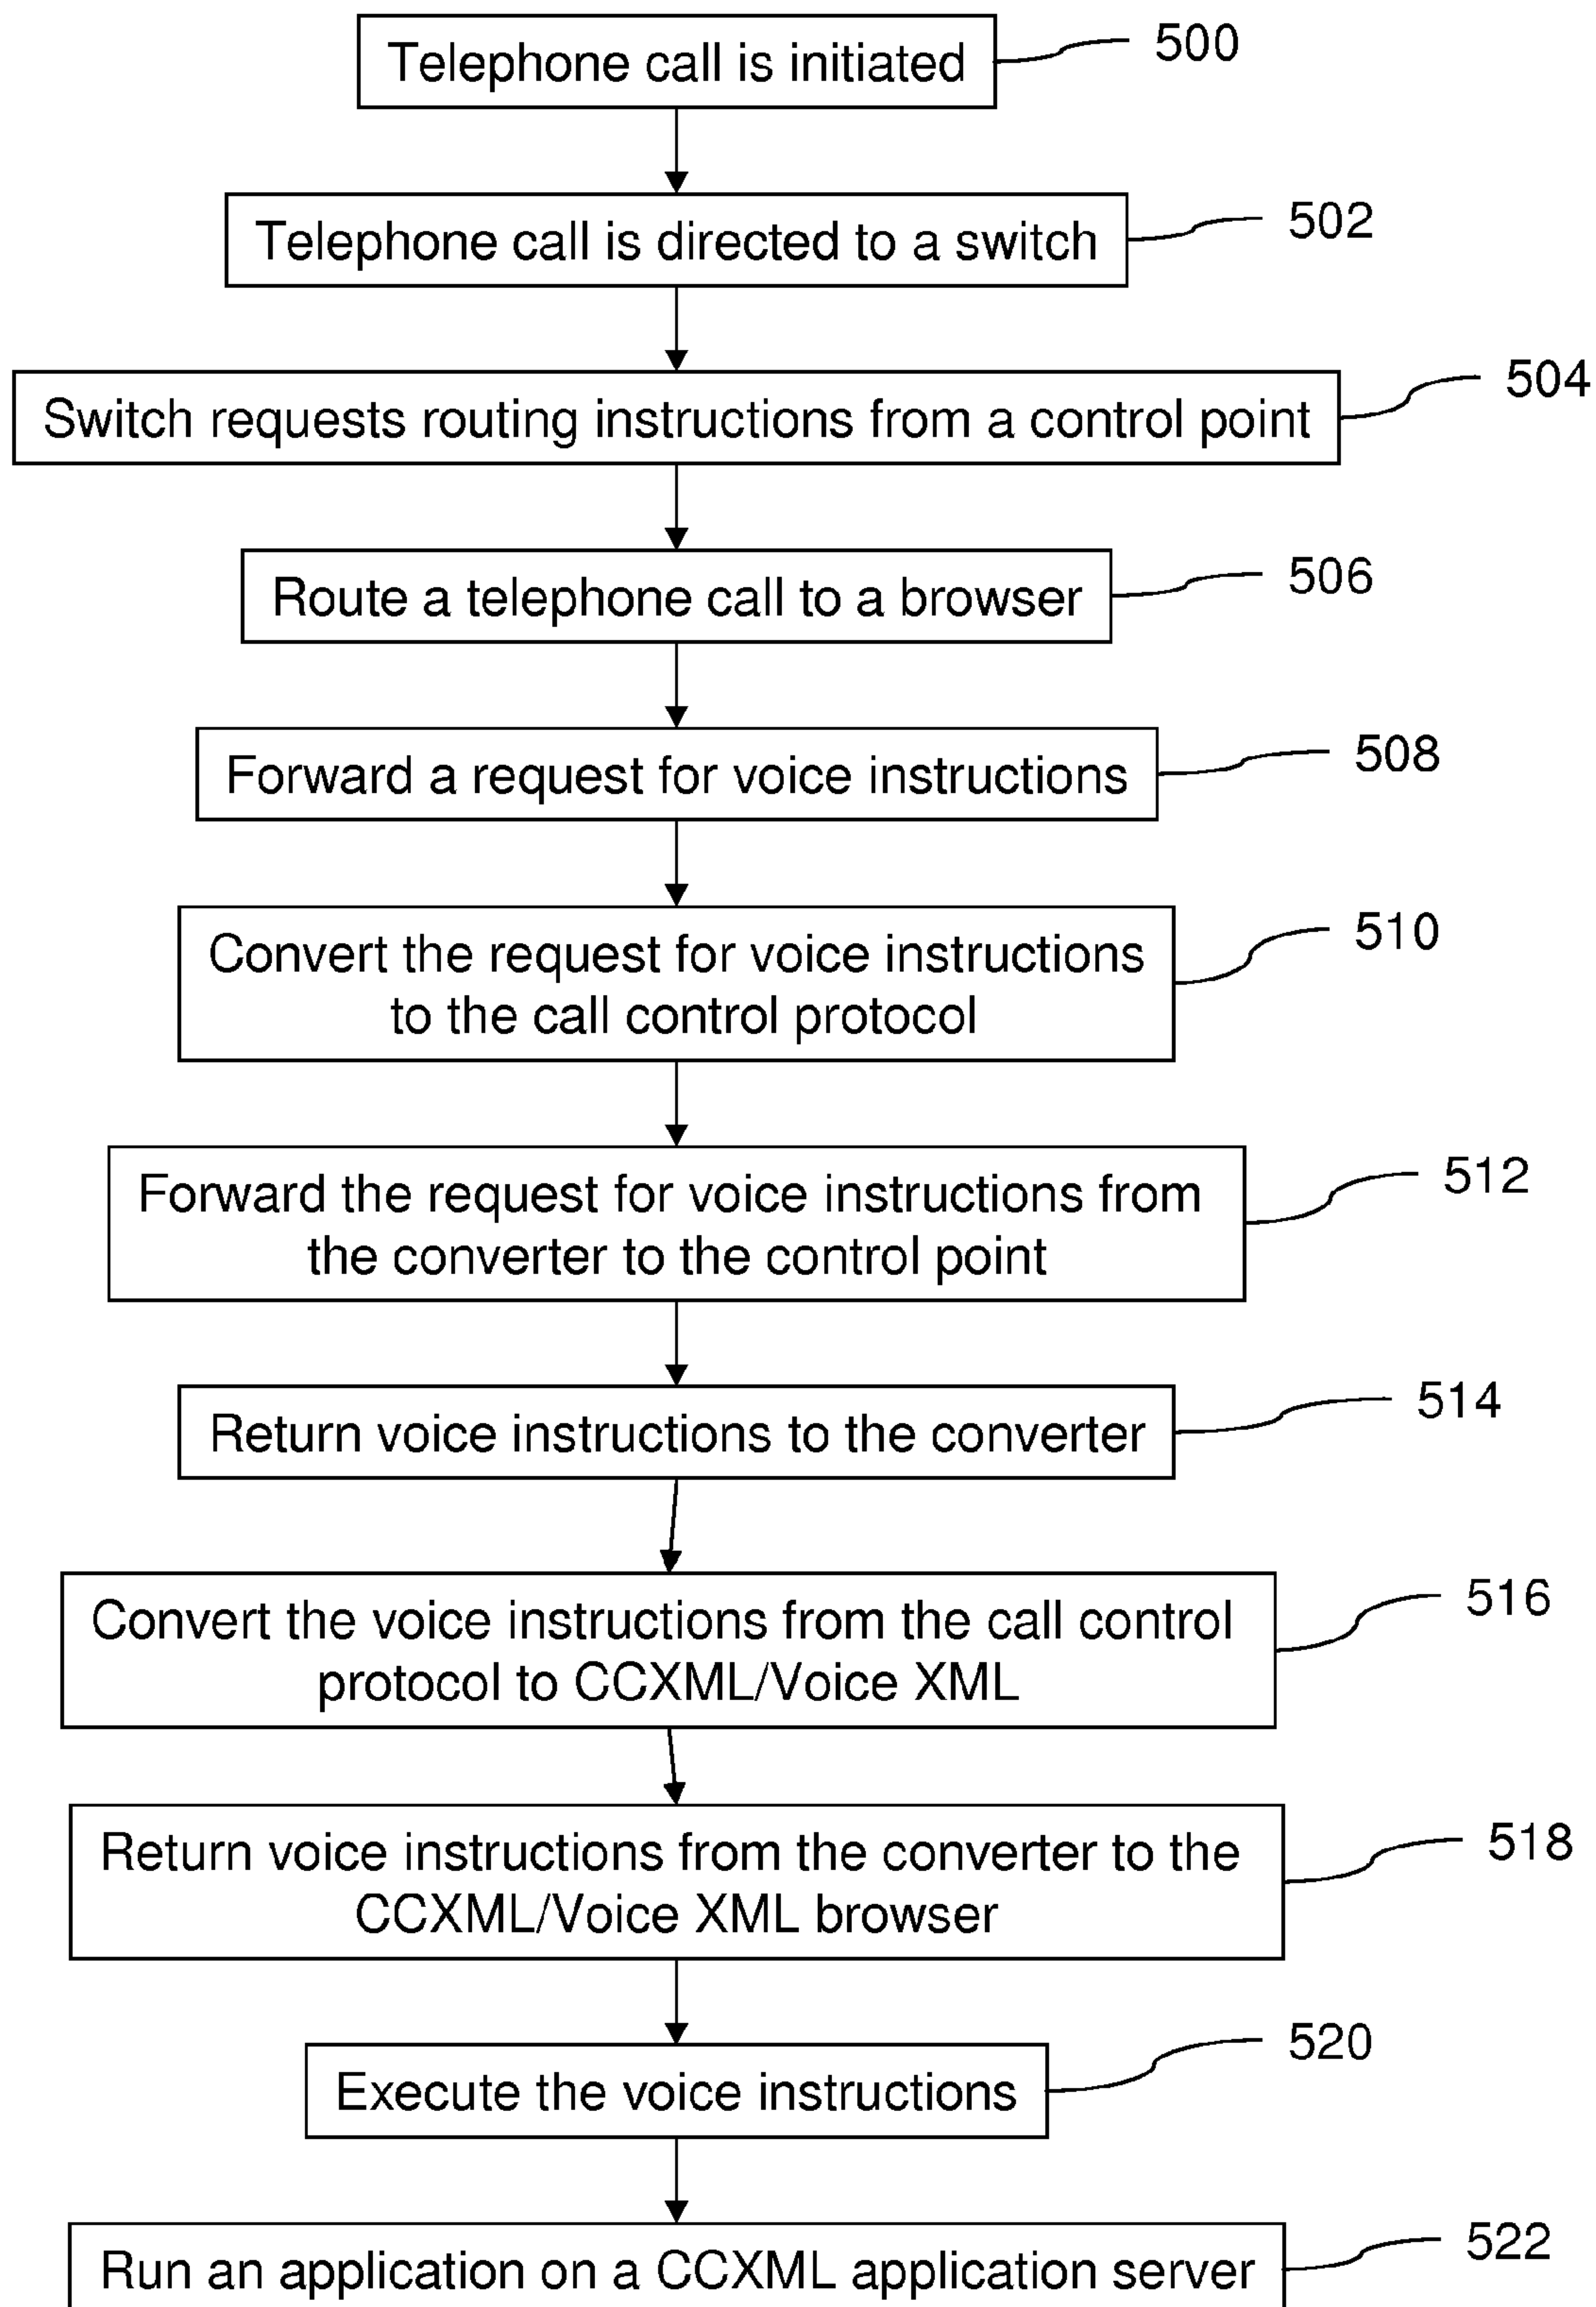 Telephone call is initiated
500
Telephone call is directed to a switch
502
Switch requests routing instructions from a control point
504
Route a telephone call to a browser
506
Forward a request for voice instructions
508
Convert the request for voice instructions
to the call control protocol
510
Forward the request for voice instructions from
the converter to the control point
512
Return voice instructions to the converter
514
Convert the voice instructions from the call control
protocol to CCXML/Voice XML
516
Return voice instructions from the converter to the
CCXML/Voice XML browser
518
Execute the voice instructions
520
Run an application on a CCXML application server
522